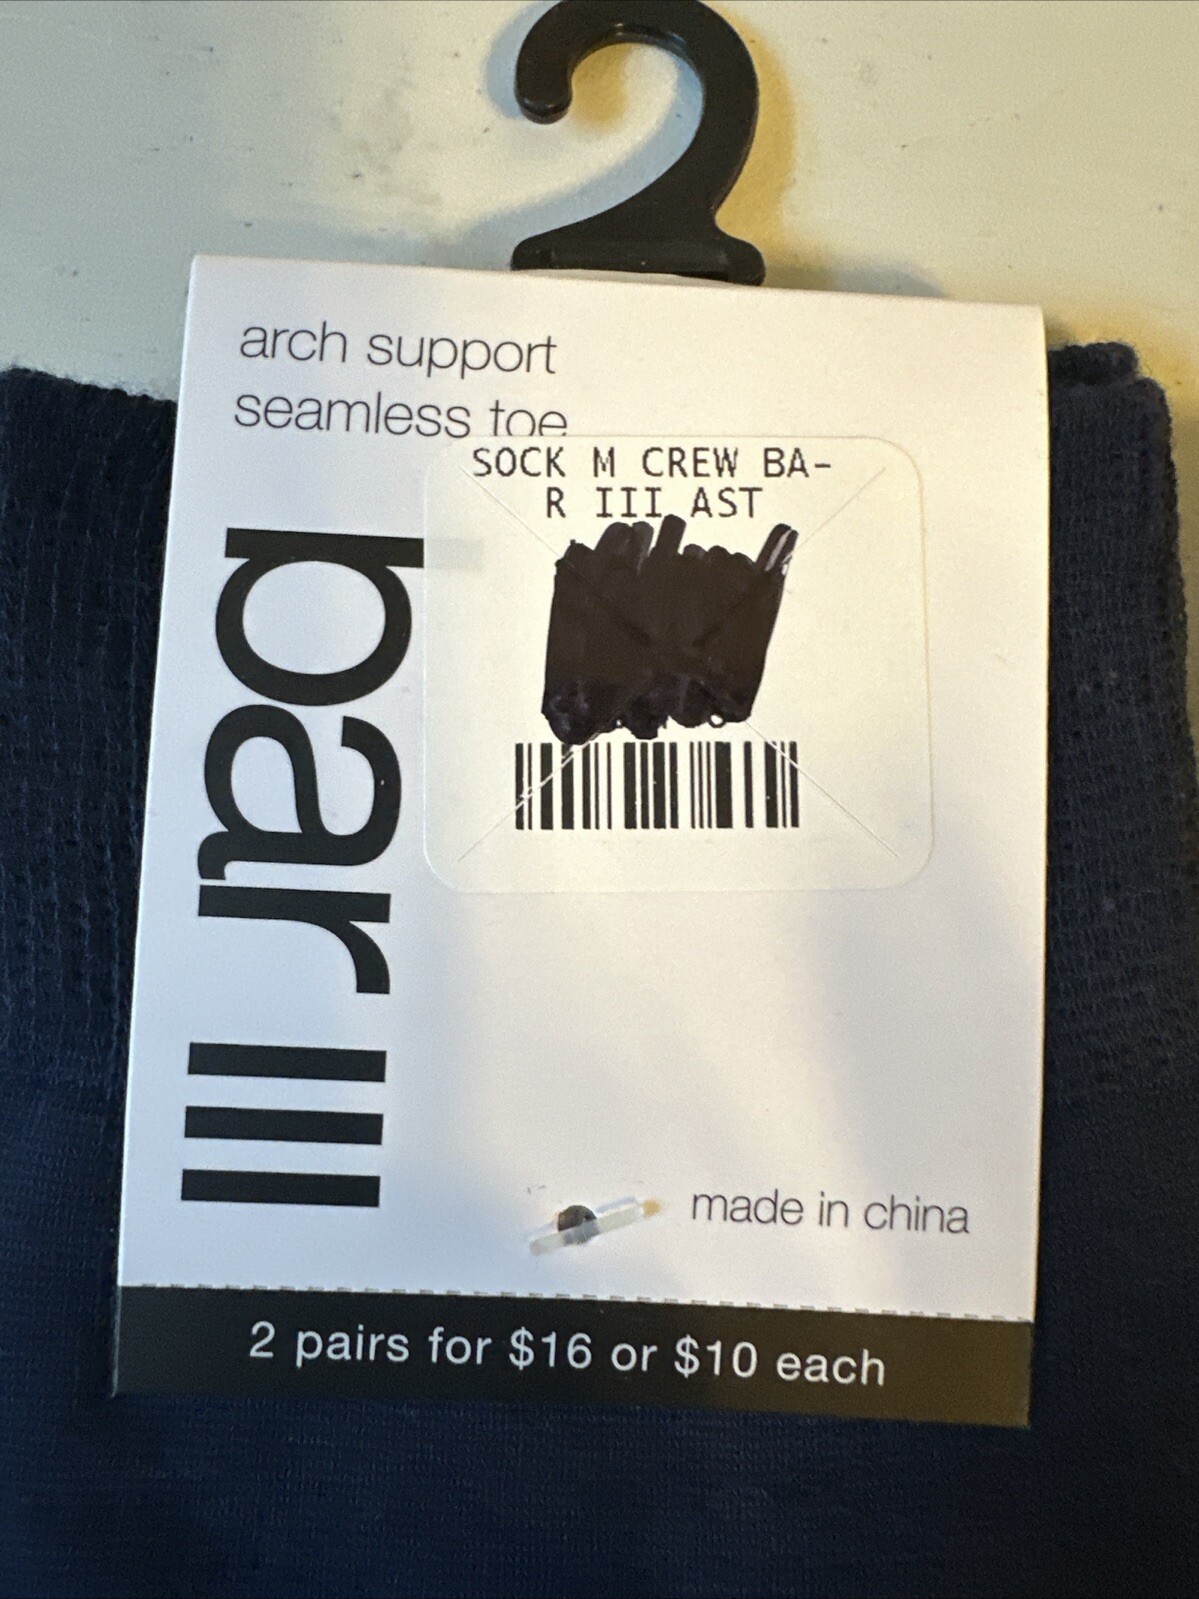 arch support
seamless toe
SOCK M CREW BA-
R III AST
bar III
made in china
2 pairs for $16 or $10 each